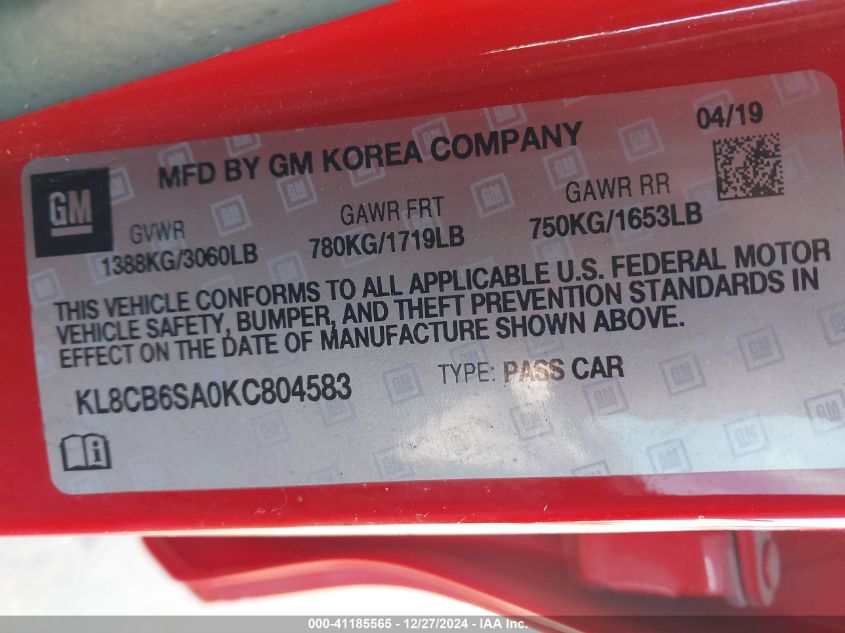 MFD BY GM KOREA COMPANY
04/19
GM
GVWR
1388KG/3060LB
GAWR FRT
780KG/1719LB
GAWR RR
750KG/1653LB
THIS VEHICLE CONFORMS TO ALL APPLICABLE U.S. FEDERAL MOTOR
VEHICLE SAFETY, BUMPER, AND THEFT PREVENTION STANDARDS IN
EFFECT ON THE DATE OF MANUFACTURE SHOWN ABOVE.
KL8CB6SA0KC804583
TYPE: PASS CAR
000-41185565 - 12/27/2024 - IAA Inc.